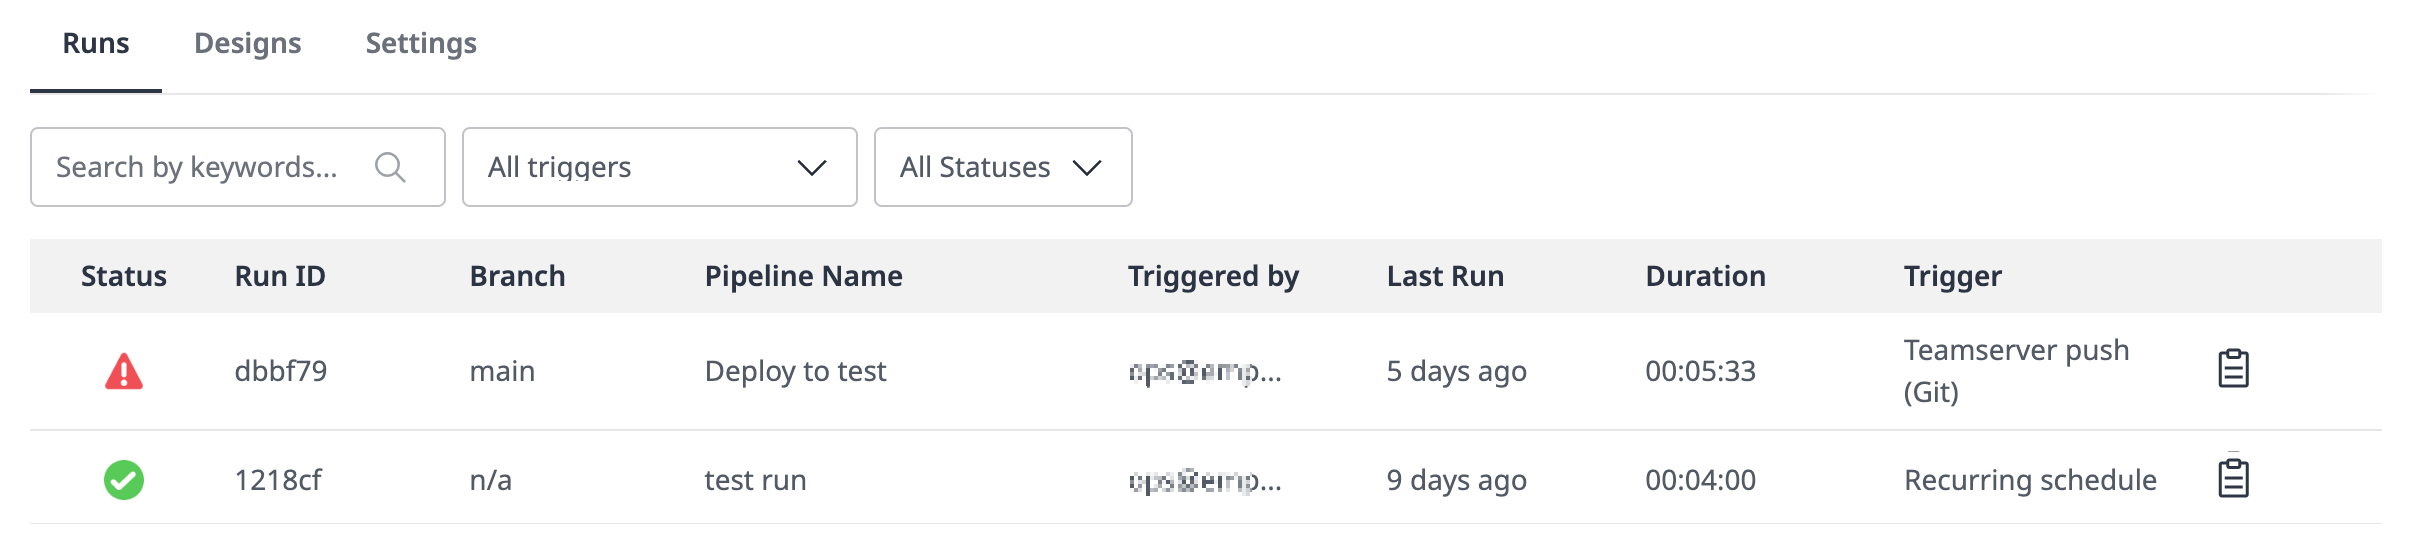 Runs Designs Settings
Search by keywords... All triggers All Statuses
Status Run ID Branch Pipeline Name Triggered by Last Run Duration Trigger
dbbf79 main Deploy to test 5 days ago 00:05:33 Teamserver push
(Git)
1218cf n/a test run 9 days ago 00:04:00 Recurring schedule